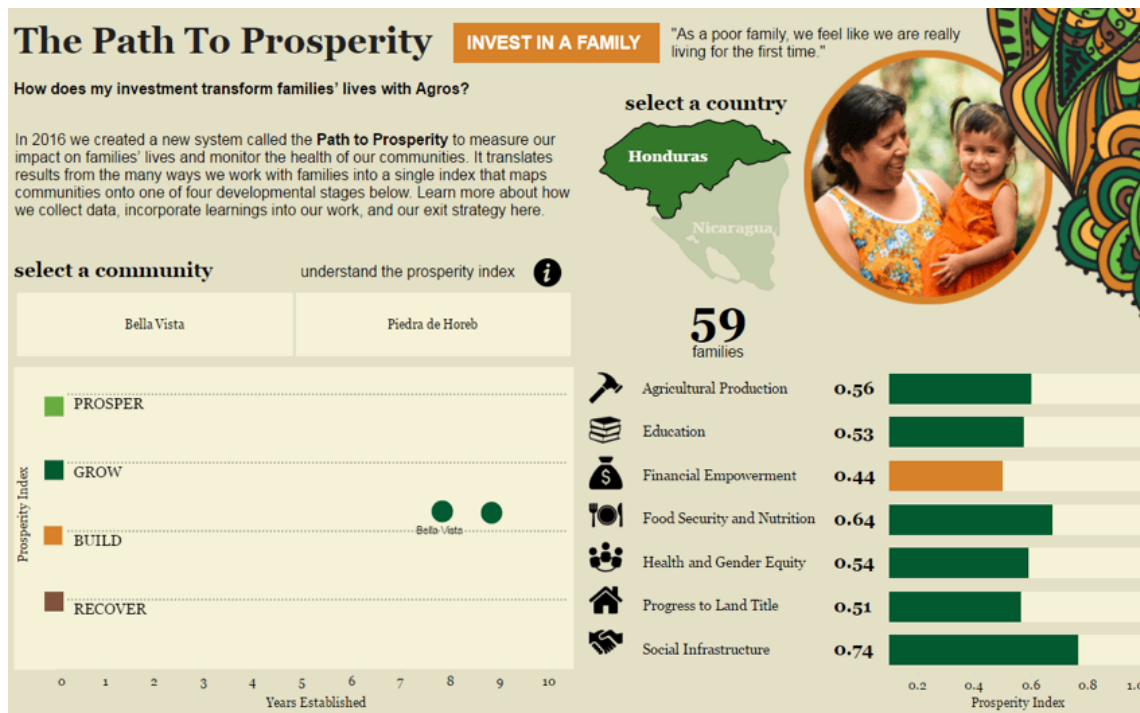 The Path To Prosperity
INVEST IN A FAMILY
"As a poor family, we feel like we are really
living for the first time."
How does my investment transform families' lives with Agros?
In 2016 we created a new system called the Path to Prosperity to measure our
impact on families' lives and monitor the health of our communities. It translates
results from the many ways we work with families into a single index that maps
communities onto one of four developmental stages below. Learn more about how
we collect data, incorporate learnings into our work, and our exit strategy here.
select a country
Honduras
Nicaragua
select a community
understand the prosperity index
i
Bella Vista
Piedra de Horeb
59
families
Prosperity Index
PROSPER
GROW
BUILD
RECOVER
Bella Vista
0 1 2 3 4 5 6 7 8 9 10
Years Established
Agricultural Production 0.56
Education 0.53
$
Financial Empowerment 0.44
Food Security and Nutrition 0.64
Health and Gender Equity 0.54
Progress to Land Title 0.51
Social Infrastructure 0.74
0.2 0.4 0.6 0.8
Prosperity Index